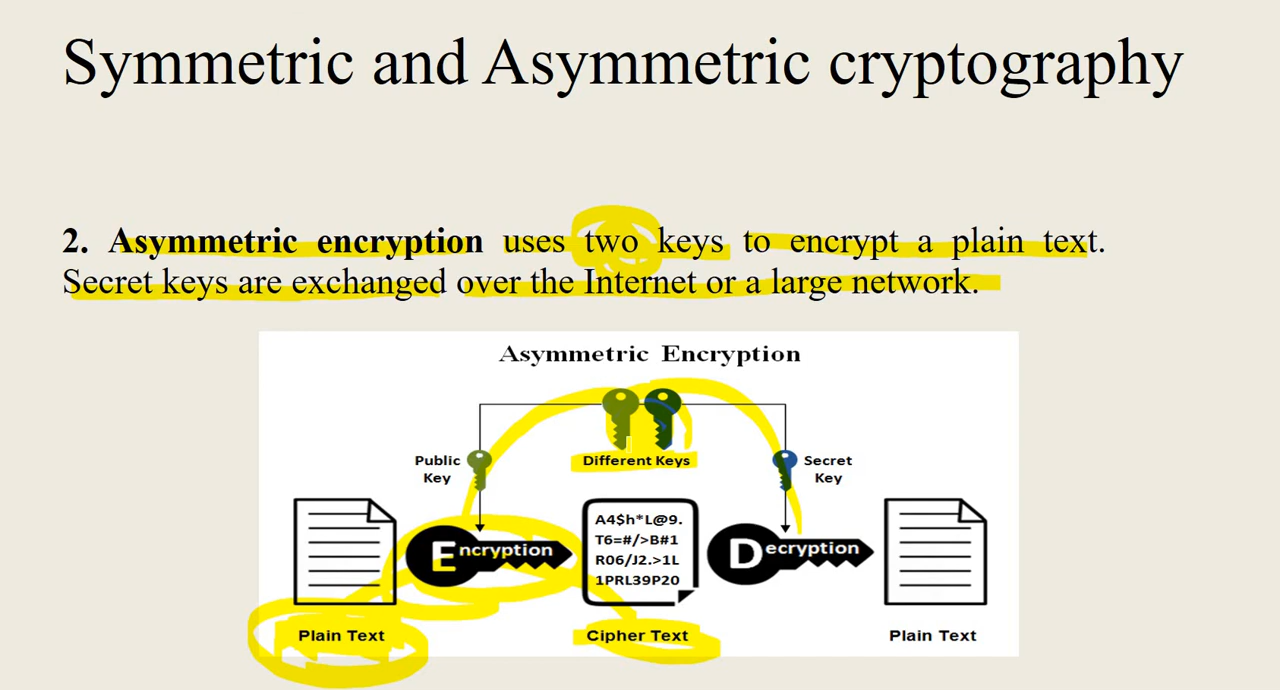 Symmetric and Asymmetric cryptography
2. Asymmetric encryption uses two keys to encrypt a plain text.
Secret keys are exchanged over the Internet or a large network.
Asymmetric Encryption
Different Keys
Public
Key
Secret
Key
Encryption
A4$h*L@9.
T6=#/>B#1
R06/J2.>1L
1PRL39P20
Decryption
Plain Text
Cipher Text
Plain Text